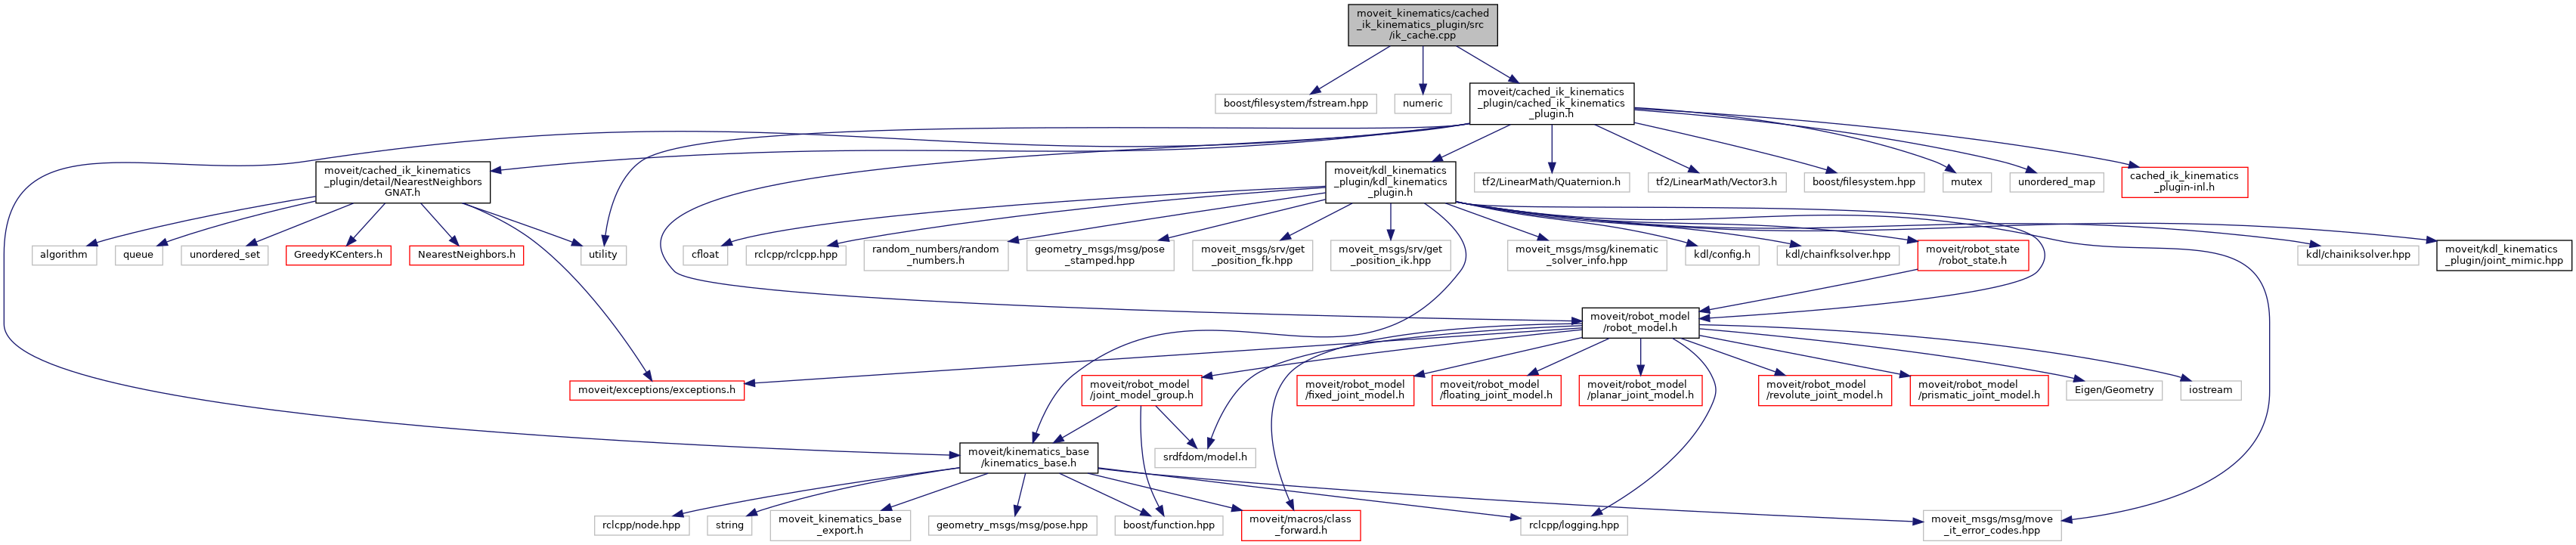 moveit_kinematics/cached
_ik_kinematics_plugin/src
/ik_cache.cpp
boost/filesystem/fstream.hpp
numeric
moveit/cached_ik_kinematics
_plugin/cached_ik_kinematics
_plugin.h
moveit/cached_ik_kinematics
_plugin/detail/NearestNeighbors
GNAT.h
moveit/kdl_kinematics
_plugin/kdl_kinematics
_plugin.h
tf2/LinearMath/Quaternion.h
tf2/LinearMath/Vector3.h
boost/filesystem.hpp
mutex
unordered_map
cached_ik_kinematics
_plugin-inl.h
algorithm
queue
unordered_set
GreedyKCenters.h
NearestNeighbors.h
utility
cfloat
rclcpp/rclcpp.hpp
random_numbers/random
_numbers.h
geometry_msgs/msg/pose
_stamped.hpp
moveit_msgs/srv/get
_position_fk.hpp
moveit_msgs/srv/get
_position_ik.hpp
moveit_msgs/msg/kinematic
_solver_info.hpp
kdl/config.h
kdl/chainfksolver.hpp
moveit/robot_state
/robot_state.h
kdl/chainiksolver.hpp
moveit/kdl_kinematics
_plugin/joint_mimic.hpp
moveit/robot_model
/robot_model.h
moveit/exceptions/exceptions.h
moveit/robot_model
/joint_model_group.h
moveit/robot_model
/fixed_joint_model.h
moveit/robot_model
/floating_joint_model.h
moveit/robot_model
/planar_joint_model.h
moveit/robot_model
/revolute_joint_model.h
moveit/robot_model
/prismatic_joint_model.h
Eigen/Geometry
iostream
moveit/kinematics_base
/kinematics_base.h
srdfdom/model.h
rclcpp/node.hpp
string
moveit_kinematics_base
_export.h
geometry_msgs/msg/pose.hpp
boost/function.hpp
moveit/macros/class
_forward.h
rclcpp/logging.hpp
moveit_msgs/msg/move
_it_error_codes.hpp